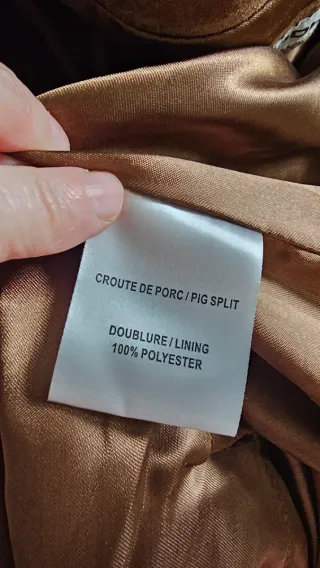 CROUTE DE PORC / PIG SPLIT
DOUBLURE / LINING
100% POLYESTER